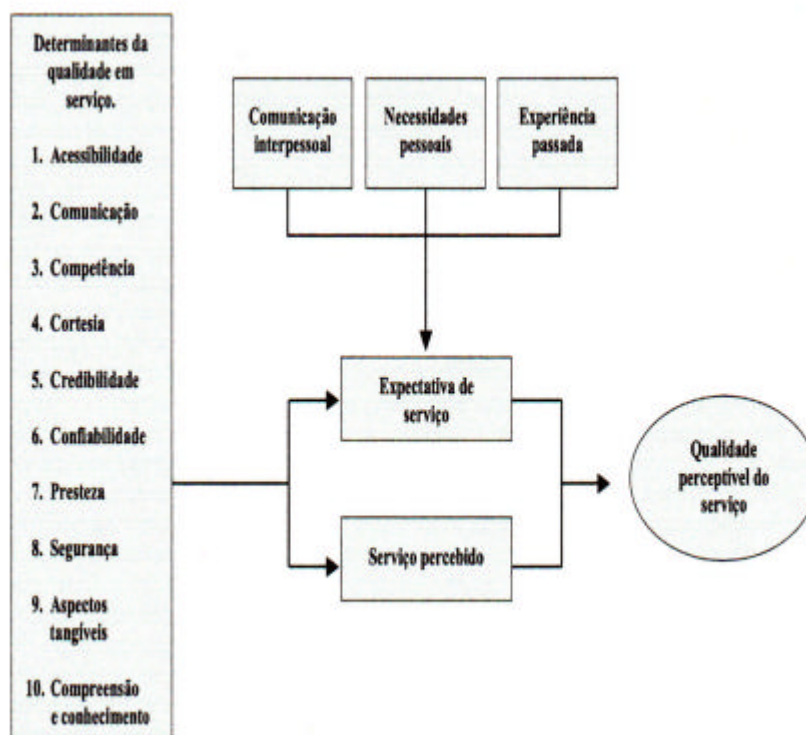 Determinantes da
qualidade em
serviço.
1. Acessibilidade
2. Comunicação
3. Competência
4. Cortesia
5. Credibilidade
6. Confiabilidade
7. Presteza
8. Segurança
9. Aspectos
tangíveis
10. Compreensão
e conhecimento
Comunicação
interpessoal
Necessidades
pessoais
Experiência
passada
Expectativa de
serviço
Serviço percebido
Qualidade
perceptível do
serviço